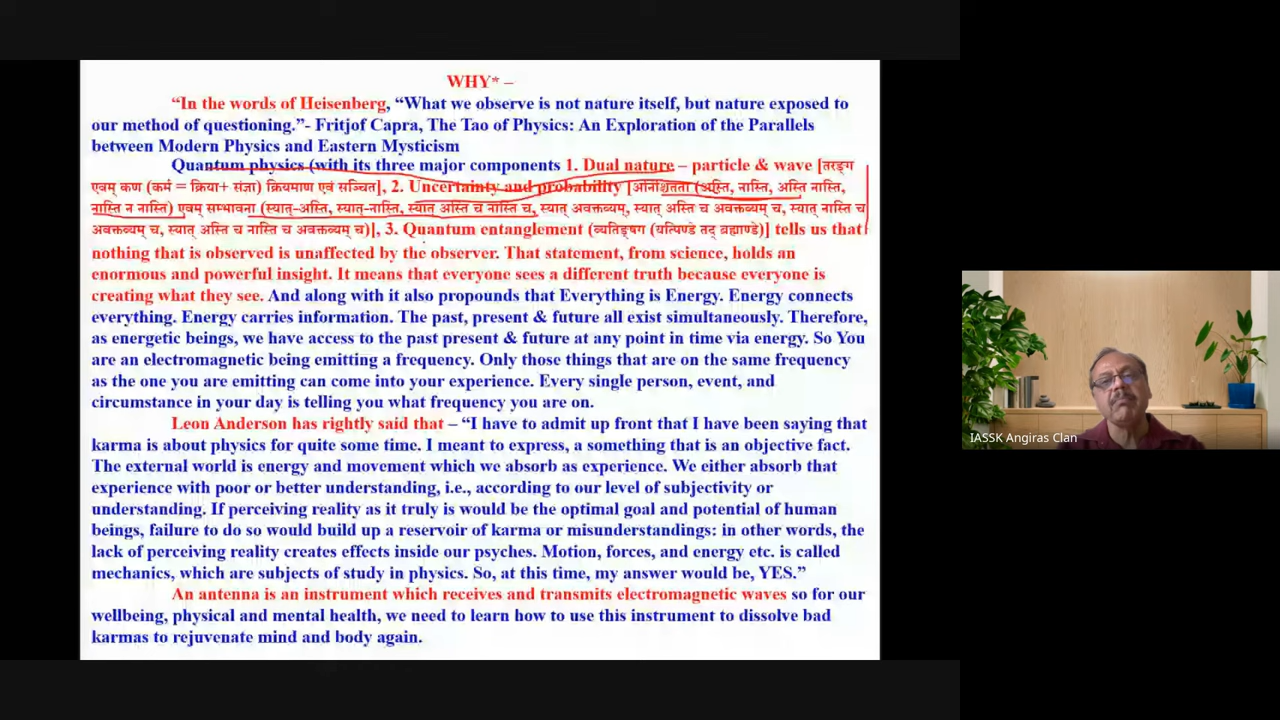 WHY* –
“In the words of Heisenberg, “What we observe is not nature itself, but nature exposed to
our method of questioning.”- Fritjof Capra, The Tao of Physics: An Exploration of the Parallels
between Modern Physics and Eastern Mysticism
Quantum physics (with its three major components 1. Dual nature – particle & wave [तरङ्ग
एवम् कण (कर्म = क्रिया+ संज्ञा) क्रियमाण एवं सञ्चित], 2. Uncertainty and probability [अनिश्चितता (अस्ति, नास्ति, अस्ति नास्ति,
नास्ति न नास्ति) एवम् सम्भावना (स्यात्-अस्ति, स्यात्-नास्ति, स्यात् अस्ति च नास्ति च, स्यात् अवक्तव्यम्, स्यात् अस्ति च अवक्तव्यम् च, स्यात् नास्ति च
अवक्तव्यम् च, स्यात् अस्ति च नास्ति च अवक्तव्यम् च)], 3. Quantum entanglement (व्यतिङ्षग (यत्पिण्डे तद् ब्रह्माण्डे)] tells us that
nothing that is observed is unaffected by the observer. That statement, from science, holds an
enormous and powerful insight. It means that everyone sees a different truth because everyone is
creating what they see. And along with it also propounds that Everything is Energy. Energy connects
everything. Energy carries information. The past, present & future all exist simultaneously. Therefore,
as energetic beings, we have access to the past present & future at any point in time via energy. So You
are an electromagnetic being emitting a frequency. Only those things that are on the same frequency
as the one you are emitting can come into your experience. Every single person, event, and
circumstance in your day is telling you what frequency you are on.
Leon Anderson has rightly said that – “I have to admit up front that I have been saying that
karma is about physics for quite some time. I meant to express, a something that is an objective fact.
The external world is energy and movement which we absorb as experience. We either absorb that
experience with poor or better understanding, i.e., according to our level of subjectivity or
understanding. If perceiving reality as it truly is would be the optimal goal and potential of human
beings, failure to do so would build up a reservoir of karma or misunderstandings: in other words, the
lack of perceiving reality creates effects inside our psyches. Motion, forces, and energy etc. is called
mechanics, which are subjects of study in physics. So, at this time, my answer would be, YES.”
An antenna is an instrument which receives and transmits electromagnetic waves so for our
wellbeing, physical and mental health, we need to learn how to use this instrument to dissolve bad
karmas to rejuvenate mind and body again.
IASSK Angiras Clan